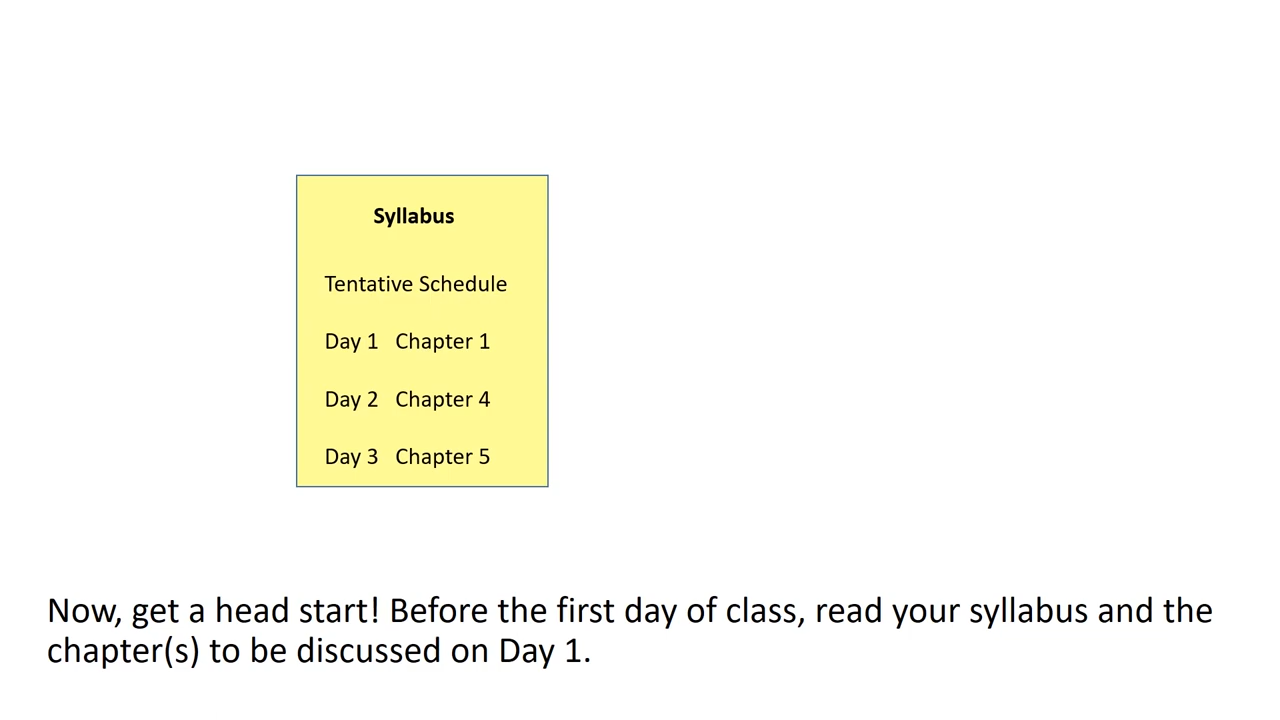 Syllabus
Tentative Schedule
Day 1 Chapter 1
Day 2 Chapter 4
Day 3 Chapter 5
Now, get a head start! Before the first day of class, read your syllabus and the
chapter(s) to be discussed on Day 1.